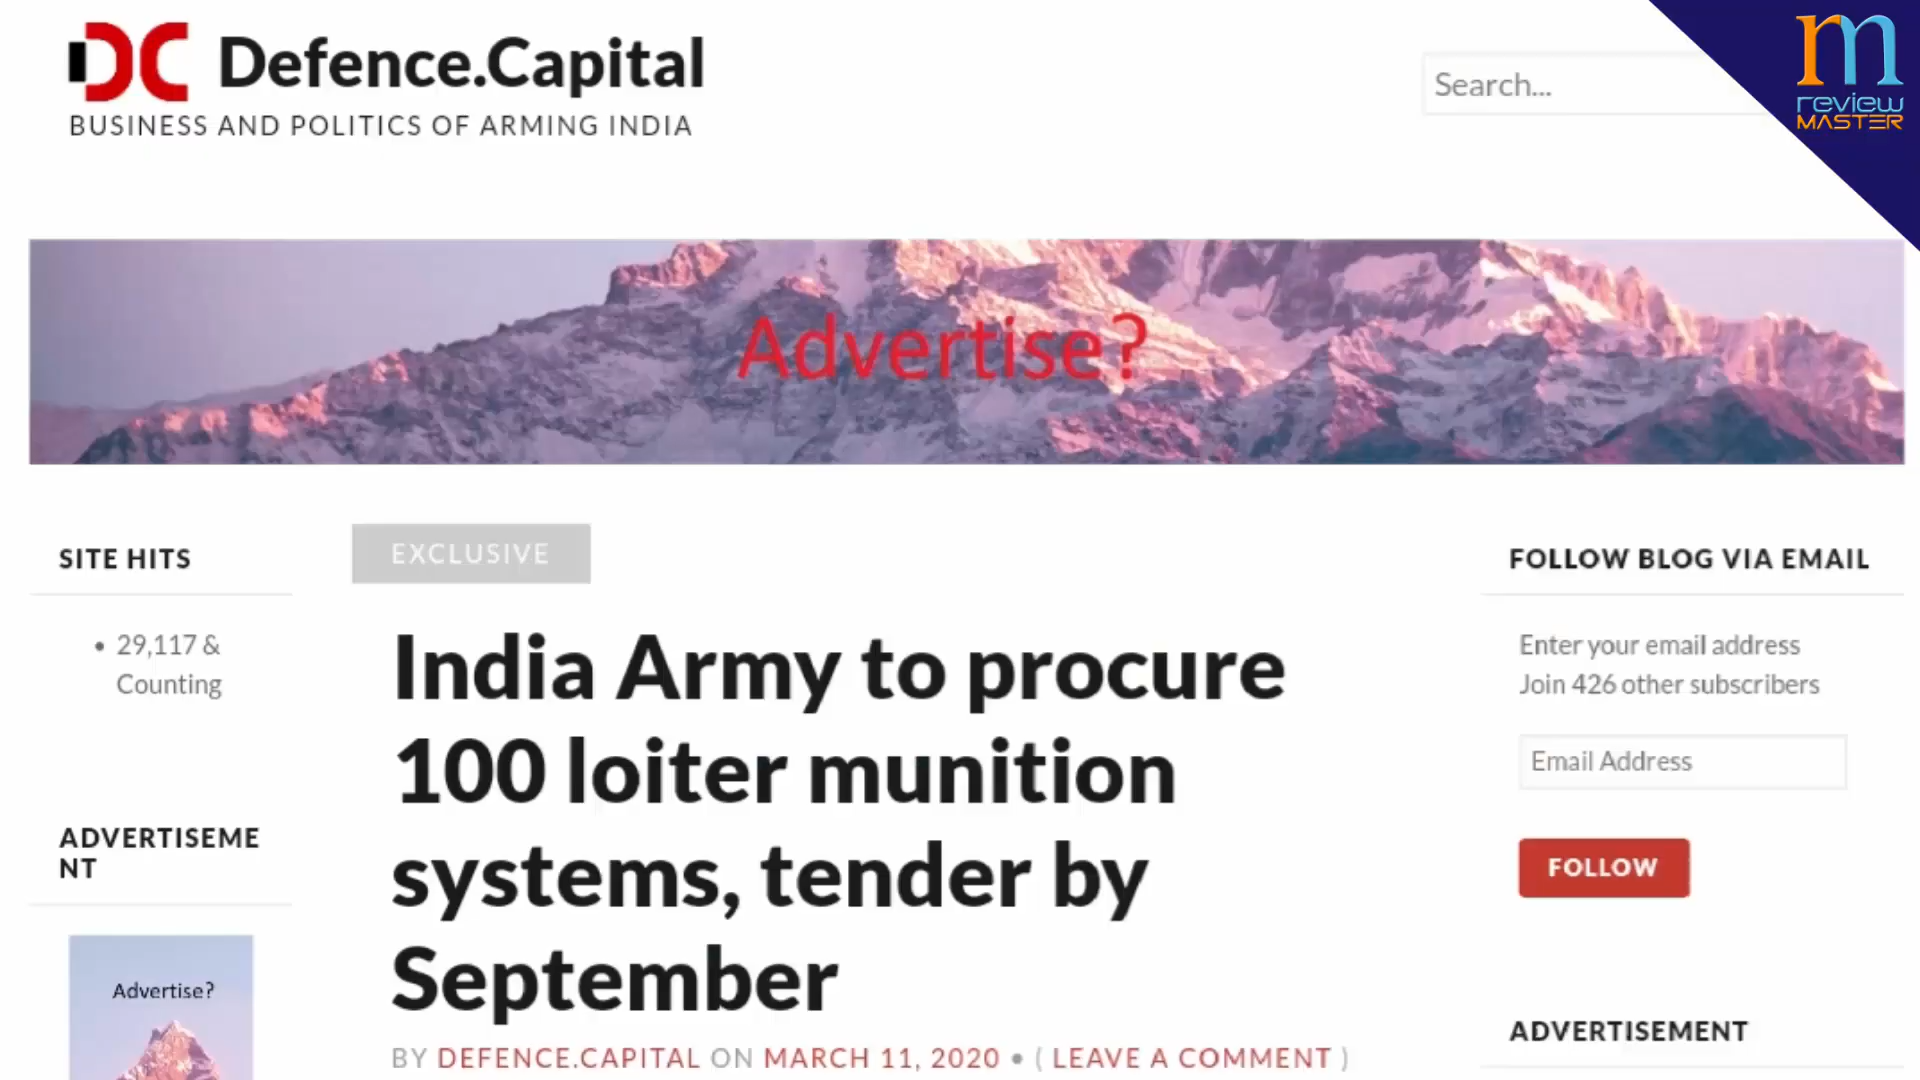 DC Defence.Capital
BUSINESS AND POLITICS OF ARMING INDIA
Search...
m
review
MASTER
Advertise?
SITE HITS
• 29,117 &
Counting
ADVERTISEME
NT
Advertise?
EXCLUSIVE
India Army to procure
100 loiter munition
systems, tender by
September
BY DEFENCE.CAPITAL ON MARCH 11, 2020 • ( LEAVE A COMMENT )
FOLLOW BLOG VIA EMAIL
Enter your email address
Join 426 other subscribers
Email Address
FOLLOW
ADVERTISEMENT